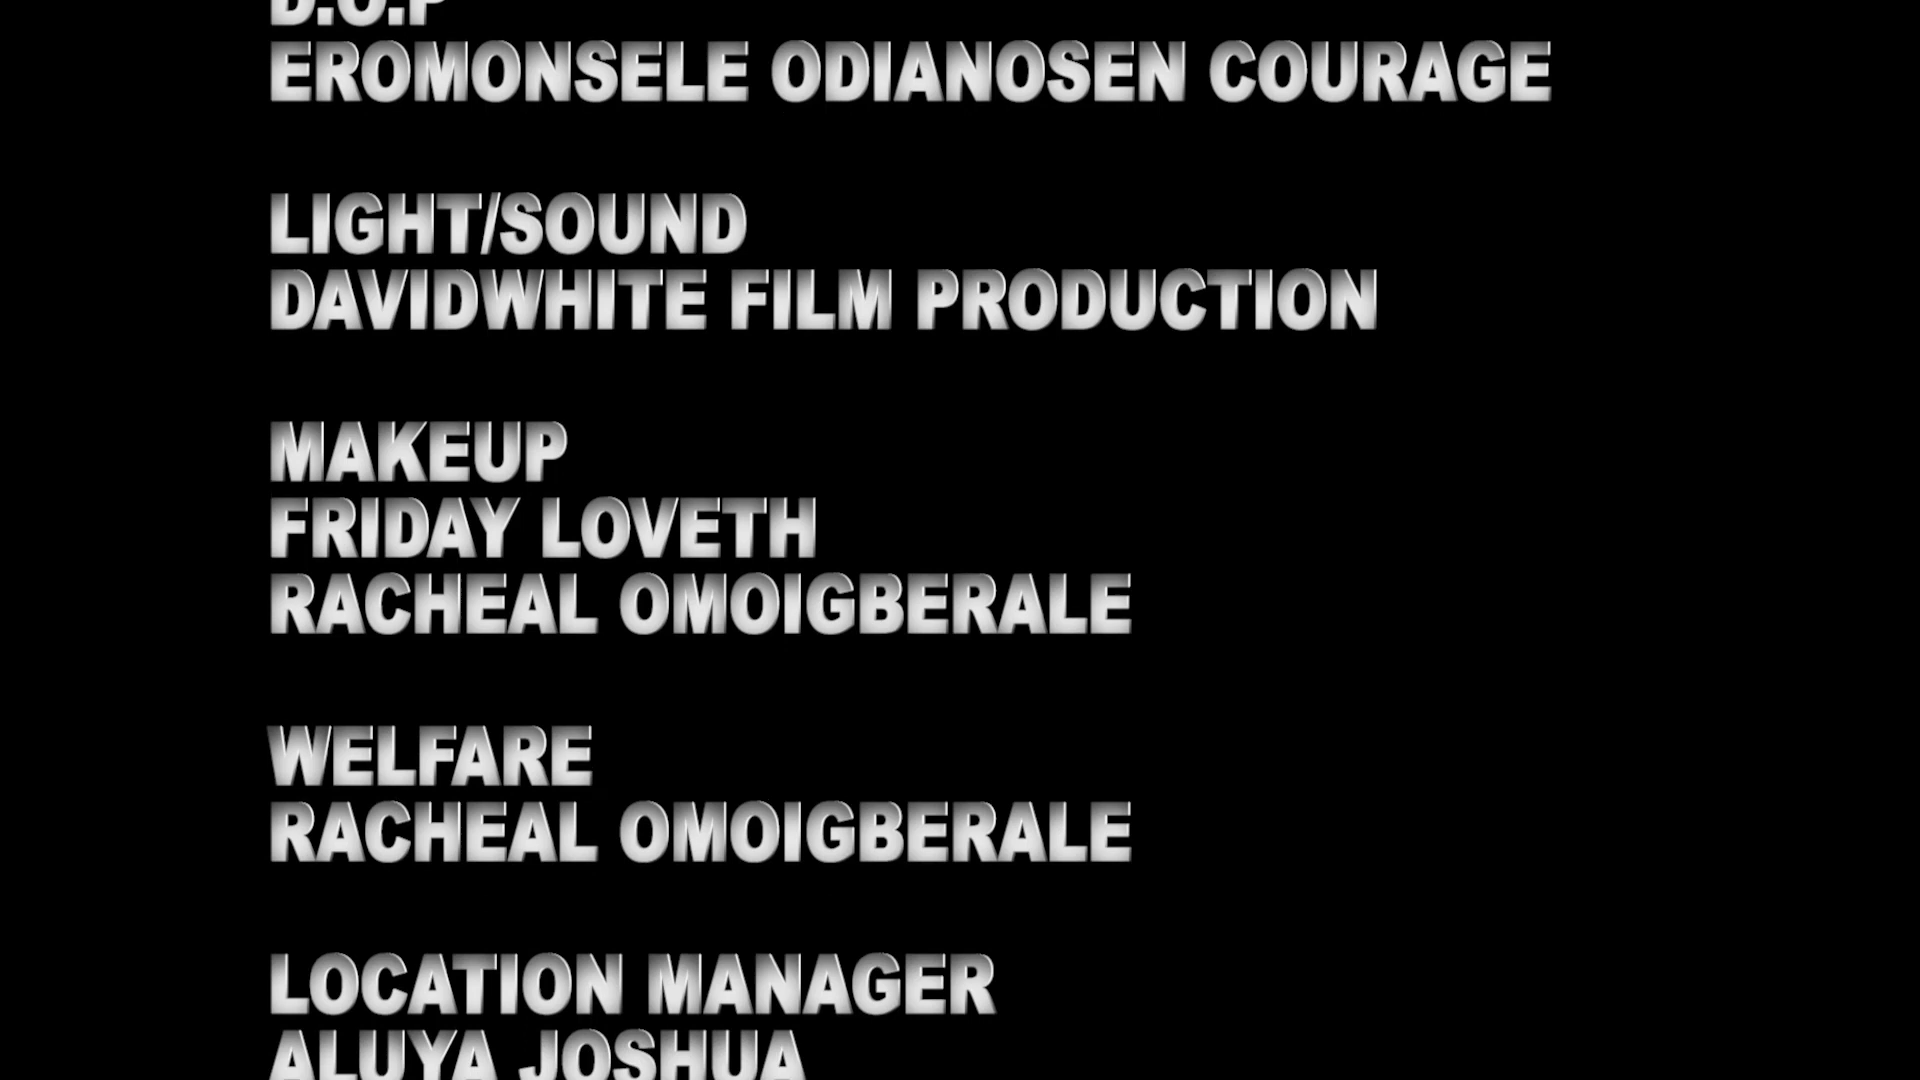 D.O.P
EROMONSELE ODIANOSEN COURAGE
LIGHT/SOUND
DAVIDWHITE FILM PRODUCTION
MAKEUP
FRIDAY LOVETH
RACHEAL OMOIGBERALE
WELFARE
RACHEAL OMOIGBERALE
LOCATION MANAGER
ALUYA JOSHUA